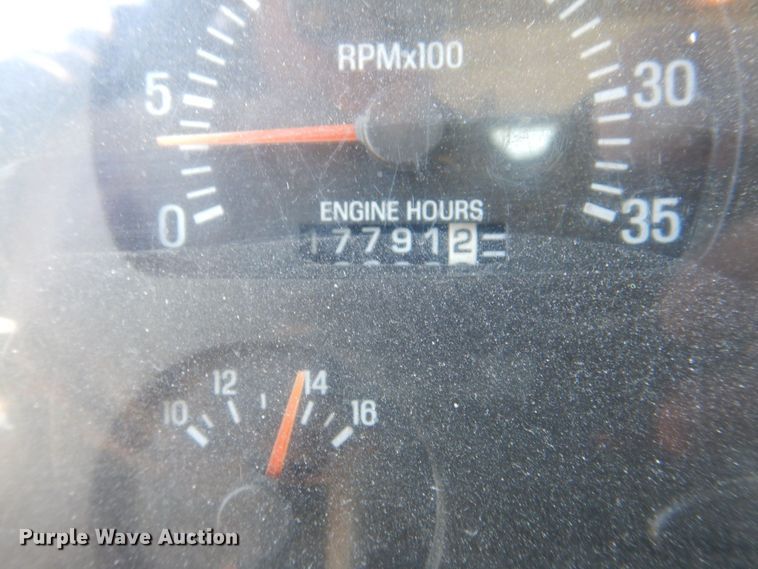 RPMx100
5
30
0
35
ENGINE HOURS
177912
10 12 14 16
Purple Wave Auction